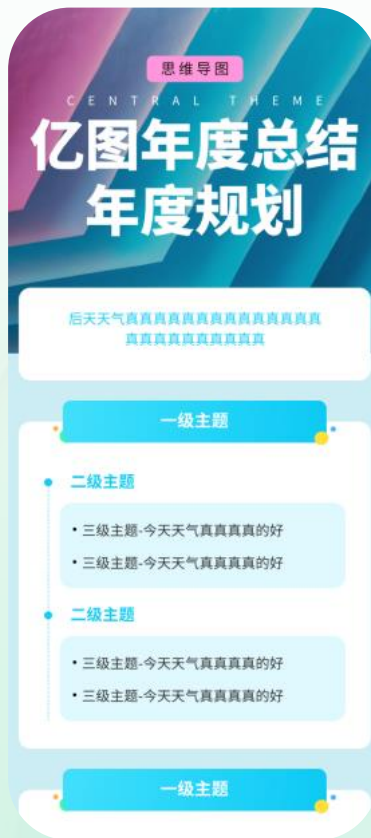 思维导图
CENTRAL THEME
亿图年度总结
年度规划
后天天气真真真真真真真真真真真真真真
真真真真真真真真真真
一级主题
二级主题
• 三级主题-今天天气真真真真的好
• 三级主题-今天天气真真真真的好
二级主题
• 三级主题-今天天气真真真真的好
• 三级主题-今天天气真真真真的好
一级主题